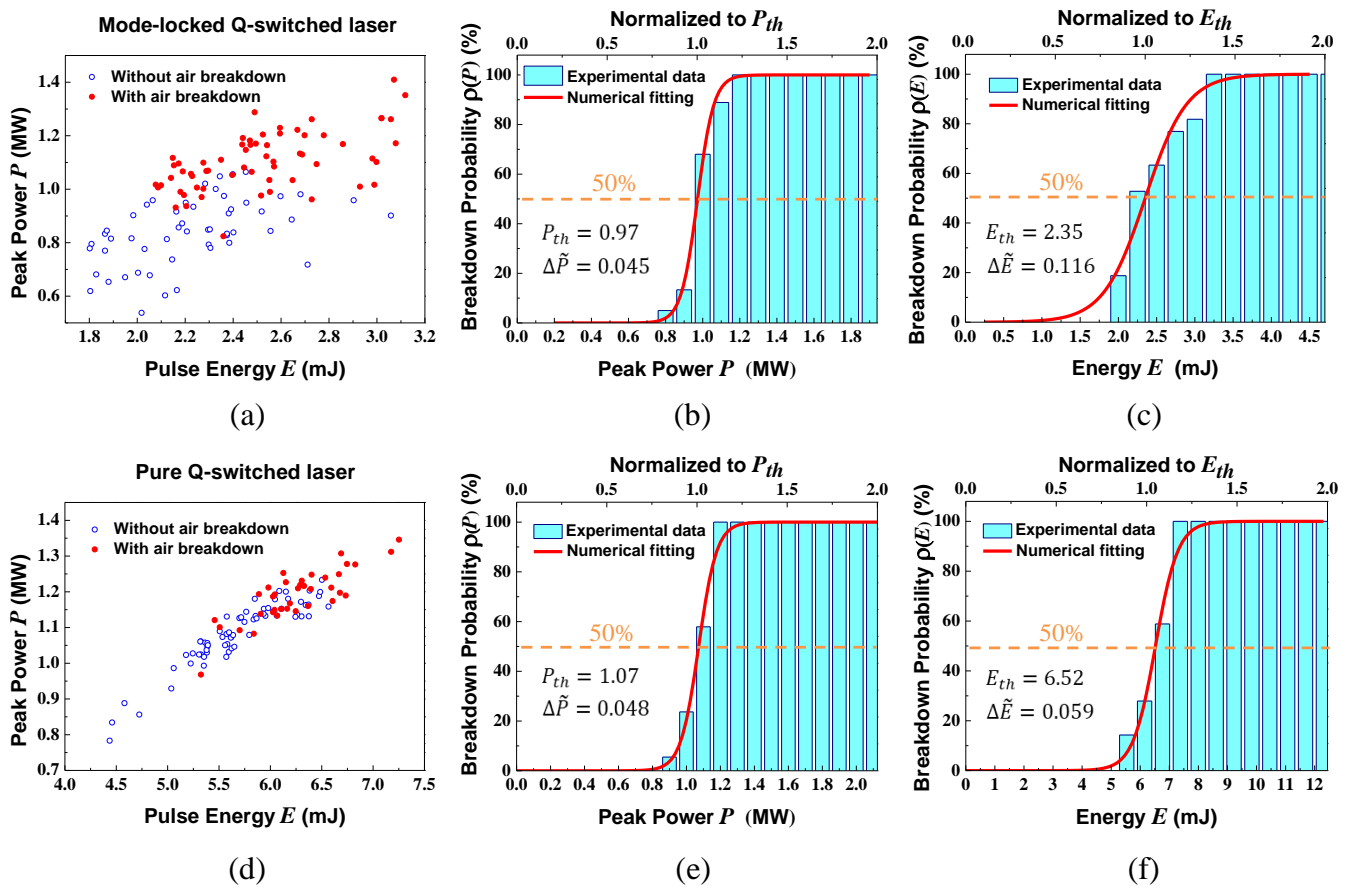 Mode-locked Q-switched laser
Without air breakdown
With air breakdown
Peak Power P (MW)
1.4
1.2
1.0
0.8
0.6
1.8 2.0 2.2 2.4 2.6 2.8 3.0 3.2
Pulse Energy E (mJ)
(a)
Normalized to P_th
0.0 0.5 1.0 1.5 2.0
Experimental data
Numerical fitting
Breakdown Probability ρ(P) (%)
100
80
60
40
20
0
50%
P_th = 0.97
ΔP̃ = 0.045
0.2 0.4 0.6 0.8 1.0 1.2 1.4 1.6 1.8
Peak Power P (MW)
(b)
Normalized to E_th
0.0 0.5 1.0 1.5 2.0
Experimental data
Numerical fitting
Breakdown Probability ρ(E) (%)
100
80
60
40
20
0
50%
E_th = 2.35
ΔẼ = 0.116
0.5 1.0 1.5 2.0 2.5 3.0 3.5 4.0 4.5
Energy E (mJ)
(c)
Pure Q-switched laser
Without air breakdown
With air breakdown
Peak Power P (MW)
1.4
1.3
1.2
1.1
1.0
0.9
0.8
0.7
4.0 4.5 5.0 5.5 6.0 6.5 7.0 7.5
Pulse Energy E (mJ)
(d)
Normalized to P_th
0.0 0.5 1.0 1.5 2.0
Experimental data
Numerical fitting
Breakdown Probability ρ(P) (%)
100
80
60
40
20
0
50%
P_th = 1.07
ΔP̃ = 0.048
0.2 0.4 0.6 0.8 1.0 1.2 1.4 1.6 1.8 2.0
Peak Power P (MW)
(e)
Normalized to E_th
0.0 0.5 1.0 1.5 2.0
Experimental data
Numerical fitting
Breakdown Probability ρ(E) (%)
100
80
60
40
20
0
50%
E_th = 6.52
ΔẼ = 0.059
0 1 2 3 4 5 6 7 8 9 10 11 12
Energy E (mJ)
(f)